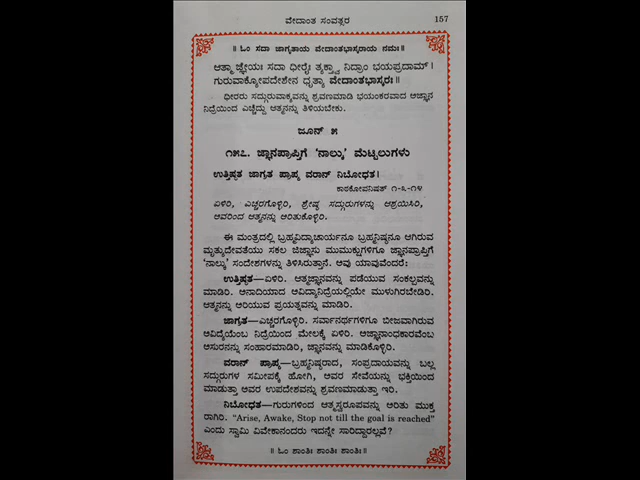 ವೇದಾಂತ ಸಂವತ್ಸರ 157
॥ ಓಂ ಸದಾ ಜಾಗೃತಾಯ ವೇದಾಂತಭಾಸ್ಕರಾಯ ನಮಃ ॥
ಆತ್ಮಾ ಜ್ಞೇಯಃ ಸದಾ ಧೀರೈಃ ತ್ಯಕ್ತ್ವಾ ನಿದ್ರಾಂ ಭಯಪ್ರದಾಮ್ ।
ಗುರುವಾಕ್ಯೋಪದೇಶೇನ ಧೃತ್ಯಾ ವೇದಾಂತಭಾಸ್ಕರಃ ॥
ಧೀರರು ಸದ್ಗುರುವಾಕ್ಯವನ್ನು ಶ್ರವಣಮಾಡಿ ಭಯಂಕರವಾದ ಅಜ್ಞಾನ
ನಿದ್ರೆಯಿಂದ ಎಚ್ಚೆದ್ದು ಆತ್ಮನನ್ನು ತಿಳಿಯಬೇಕು.
ಜೂನ್ ೫
೧೫೭. ಜ್ಞಾನಪ್ರಾಪ್ತಿಗೆ ‘ನಾಲ್ಕು’ ಮೆಟ್ಟಲುಗಳು
ಉತ್ತಿಷ್ಠತ ಜಾಗೃತ ಪ್ರಾಪ್ಯ ವರಾನ್ ನಿಬೋಧತ ।
ಕಾಠಕೋಪನಿಷತ್ ೧-೩-೧೪
ಏಳಿರಿ, ಎಚ್ಚರಗೊಳ್ಳಿರಿ, ಶ್ರೇಷ್ಠ ಸದ್ಗುರುಗಳನ್ನು ಆಶ್ರಯಿಸಿರಿ,
ಅವರಿಂದ ಆತ್ಮನನ್ನು ಅರಿತುಕೊಳ್ಳಿರಿ.
ಈ ಮಂತ್ರದಲ್ಲಿ ಬ್ರಹ್ಮವಿದ್ಯಾಚಾರ್ಯನೂ ಬ್ರಹ್ಮನಿಷ್ಠನೂ ಆಗಿರುವ
ಮೃತ್ಯುದೇವತೆಯು ಸಕಲ ಜಿಜ್ಞಾಸು ಮುಮುಕ್ಷುಗಳಿಗೂ ಜ್ಞಾನಪ್ರಾಪ್ತಿಗೆ
‘ನಾಲ್ಕು’ ಸಂದೇಶಗಳನ್ನು ತಿಳಿಸಿರುತ್ತಾನೆ. ಅವು ಯಾವುವೆಂದರೆ:
ಉತ್ತಿಷ್ಠತ—ಏಳಿರಿ. ಆತ್ಮಜ್ಞಾನವನ್ನು ಪಡೆಯುವ ಸಂಕಲ್ಪವನ್ನು
ಮಾಡಿರಿ. ಅನಾದಿಯಾದ ಅವಿದ್ಯಾನಿದ್ರೆಯಲ್ಲಿಯೇ ಮುಳುಗಿರಬೇಡಿರಿ.
ಆತ್ಮನನ್ನು ಅರಿಯುವ ಪ್ರಯತ್ನವನ್ನು ಮಾಡಿರಿ.
ಜಾಗೃತ—ಎಚ್ಚರಗೊಳ್ಳಿರಿ. ಸರ್ವಾನರ್ಥಗಳಿಗೂ ಬೀಜವಾಗಿರುವ
ಅವಿದ್ಯೆಯೆಂಬ ನಿದ್ರೆಯಿಂದ ಮೇಲಕ್ಕೆ ಏಳಿರಿ. ಅಜ್ಞಾನಾಂಧಕಾರವೆಂಬ
ಅಸುರನನ್ನು ಸಂಹಾರಮಾಡಿರಿ, ಜ್ಞಾನವನ್ನು ಮಾಡಿಕೊಳ್ಳಿರಿ.
ವರಾನ್ ಪ್ರಾಪ್ಯ—ಬ್ರಹ್ಮನಿಷ್ಠರಾದ, ಸಂಪ್ರದಾಯವನ್ನು ಬಲ್ಲ
ಸದ್ಗುರುಗಳ ಸಮೀಪಕ್ಕೆ ಹೋಗಿ, ಅವರ ಸೇವೆಯನ್ನು ಭಕ್ತಿಯಿಂದ
ಮಾಡುತ್ತಾ ಅವರ ಉಪದೇಶವನ್ನು ಶ್ರವಣಮಾಡುತ್ತಾ ಇರಿ.
ನಿಬೋಧತ—ಗುರುಗಳಿಂದ ಆತ್ಮಸ್ವರೂಪವನ್ನು ಅರಿತು ಮುಕ್ತ
ರಾಗಿರಿ. “Arise, Awake, Stop not till the goal is reached”
ಎಂದು ಸ್ವಾಮಿ ವಿವೇಕಾನಂದರು ಇದನ್ನೇ ಸಾರಿದ್ದಾರಲ್ಲವೆ?
॥ ಓಂ ಶಾಂತಿಃ ಶಾಂತಿಃ ಶಾಂತಿಃ ॥